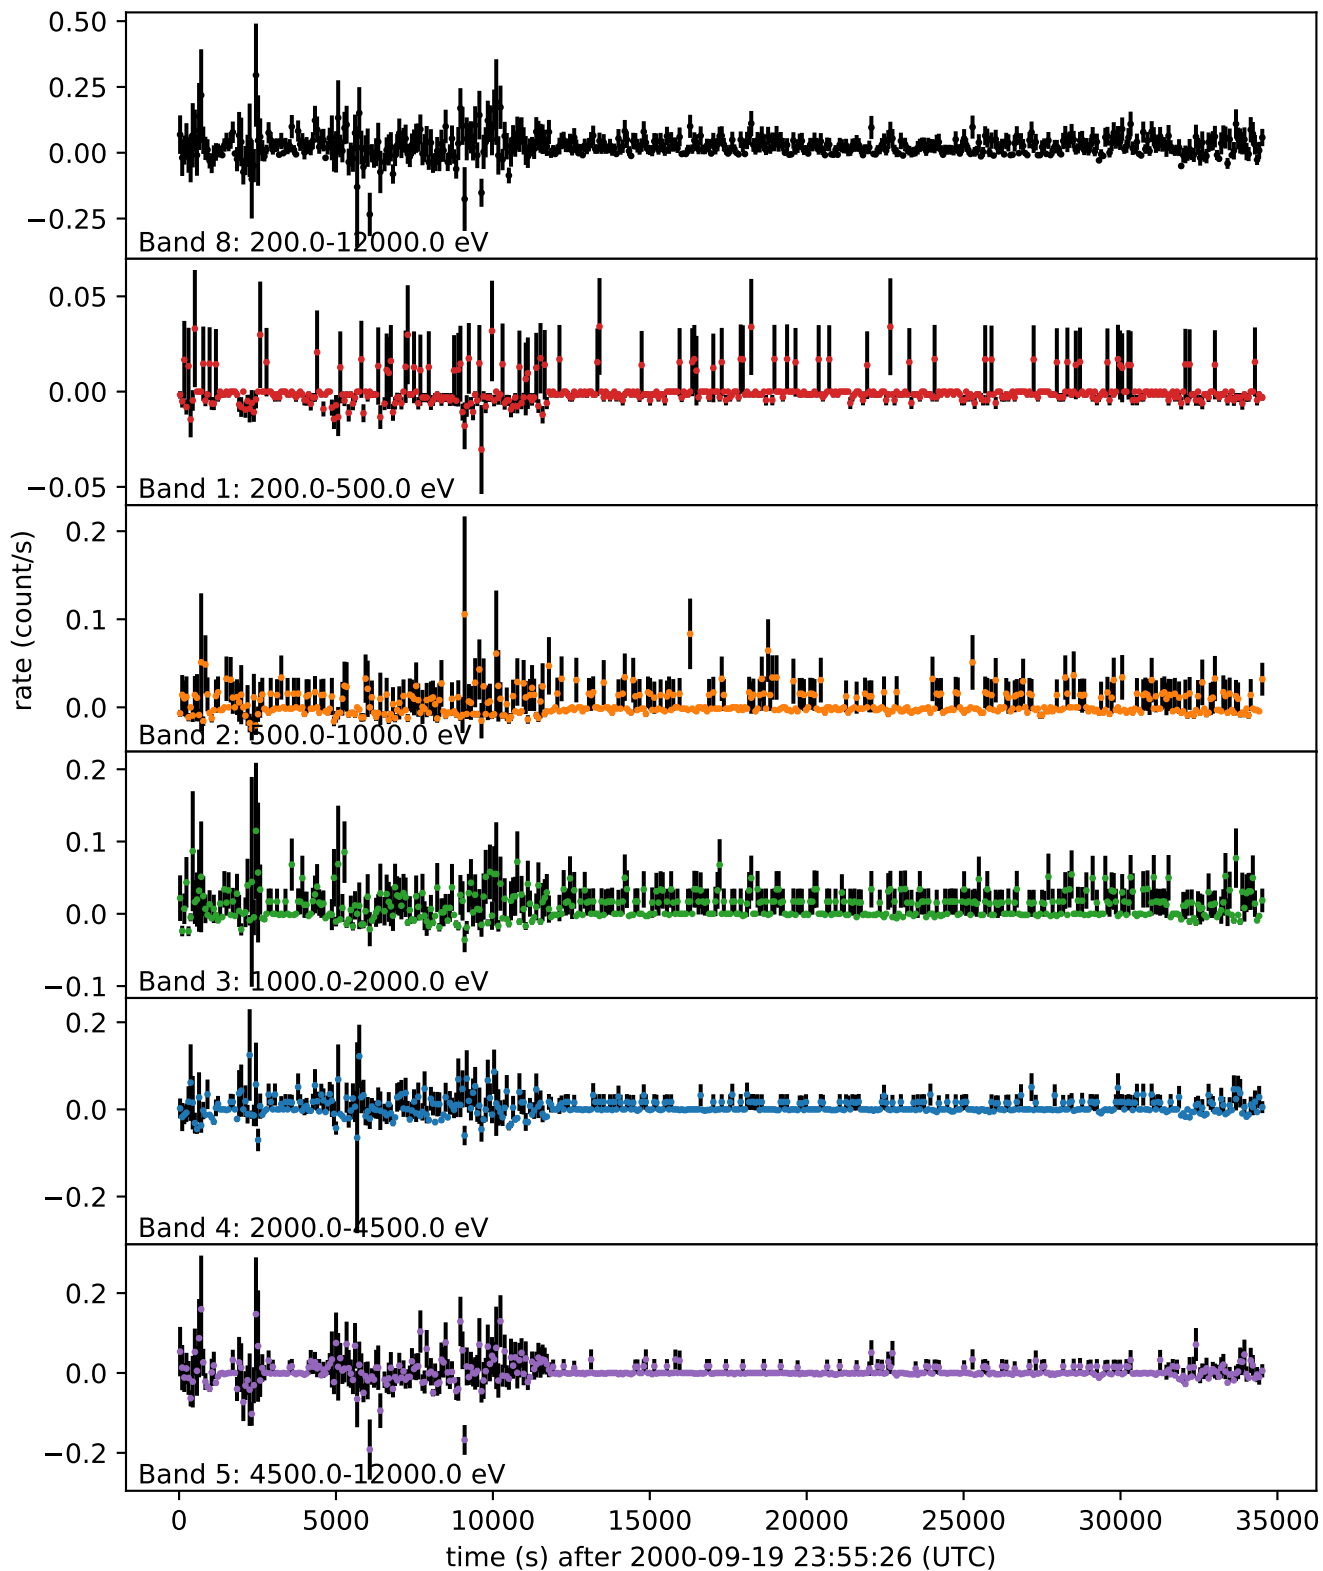 0.50
0.25
0.00
−0.25
Band 8: 200.0-12000.0 eV
0.05
0.00
−0.05
Band 1: 200.0-500.0 eV
rate (count/s)
0.2
0.1
0.0
Band 2: 500.0-1000.0 eV
0.2
0.1
0.0
−0.1
Band 3: 1000.0-2000.0 eV
0.2
0.0
−0.2
Band 4: 2000.0-4500.0 eV
0.2
0.0
−0.2
Band 5: 4500.0-12000.0 eV
0 5000 10000 15000 20000 25000 30000 35000
time (s) after 2000-09-19 23:55:26 (UTC)